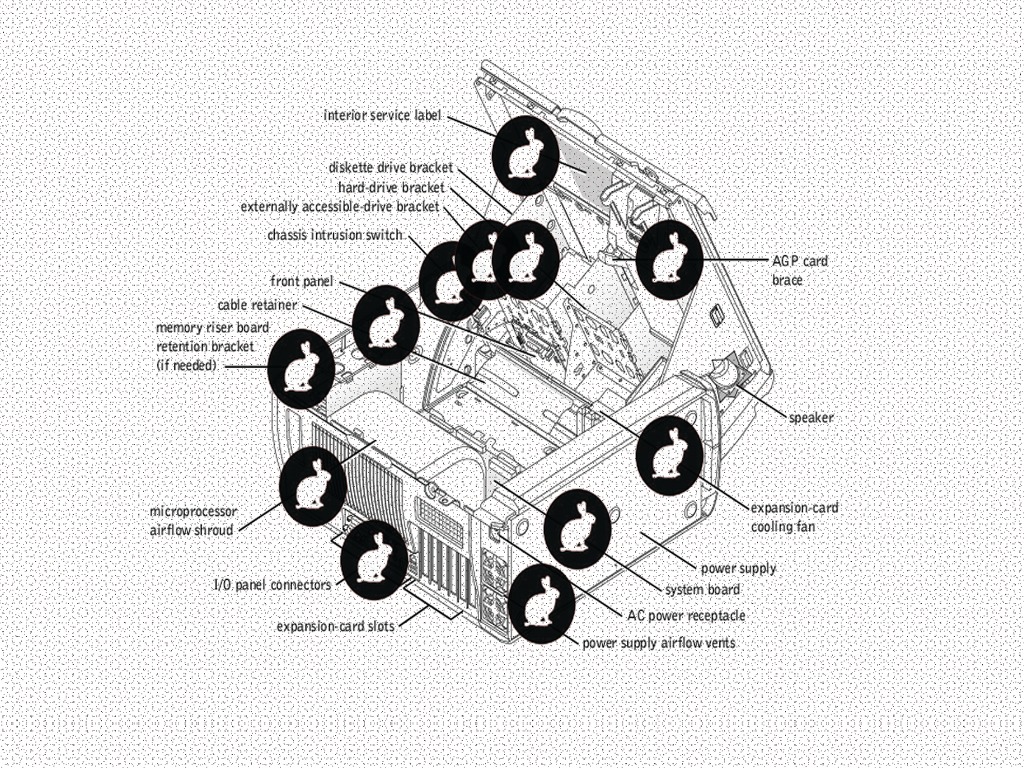 interior service label
diskette drive bracket
hard-drive bracket
externally accessible-drive bracket
chassis intrusion switch
AGP card
brace
front panel
cable retainer
memory riser board
retention bracket
(if needed)
speaker
microprocessor
airflow shroud
expansion-card
cooling fan
power supply
I/O panel connectors
system board
AC power receptacle
expansion-card slots
power supply airflow vents